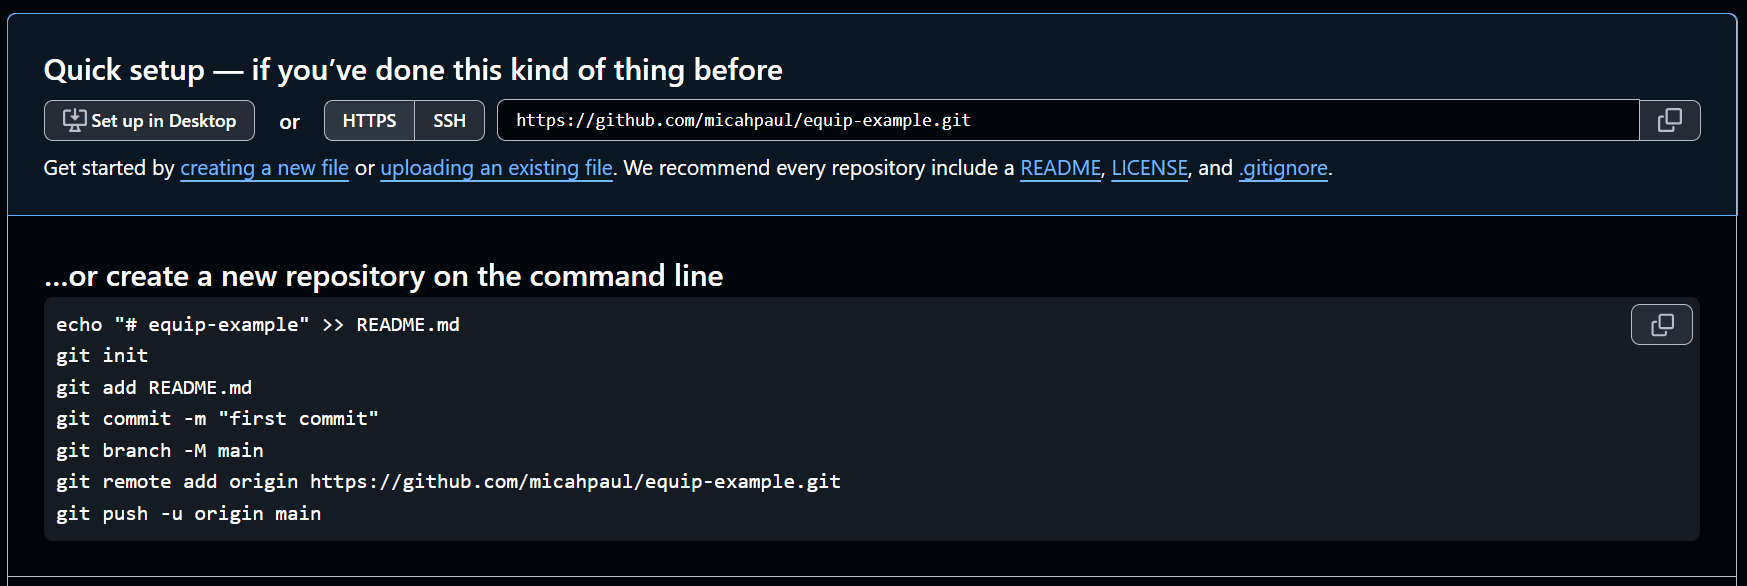 Quick setup — if you’ve done this kind of thing before
Set up in Desktop or HTTPS SSH https://github.com/micahpaul/equip-example.git
Get started by creating a new file or uploading an existing file. We recommend every repository include a README, LICENSE, and .gitignore.
…or create a new repository on the command line
echo "# equip-example" >> README.md
git init
git add README.md
git commit -m "first commit"
git branch -M main
git remote add origin https://github.com/micahpaul/equip-example.git
git push -u origin main